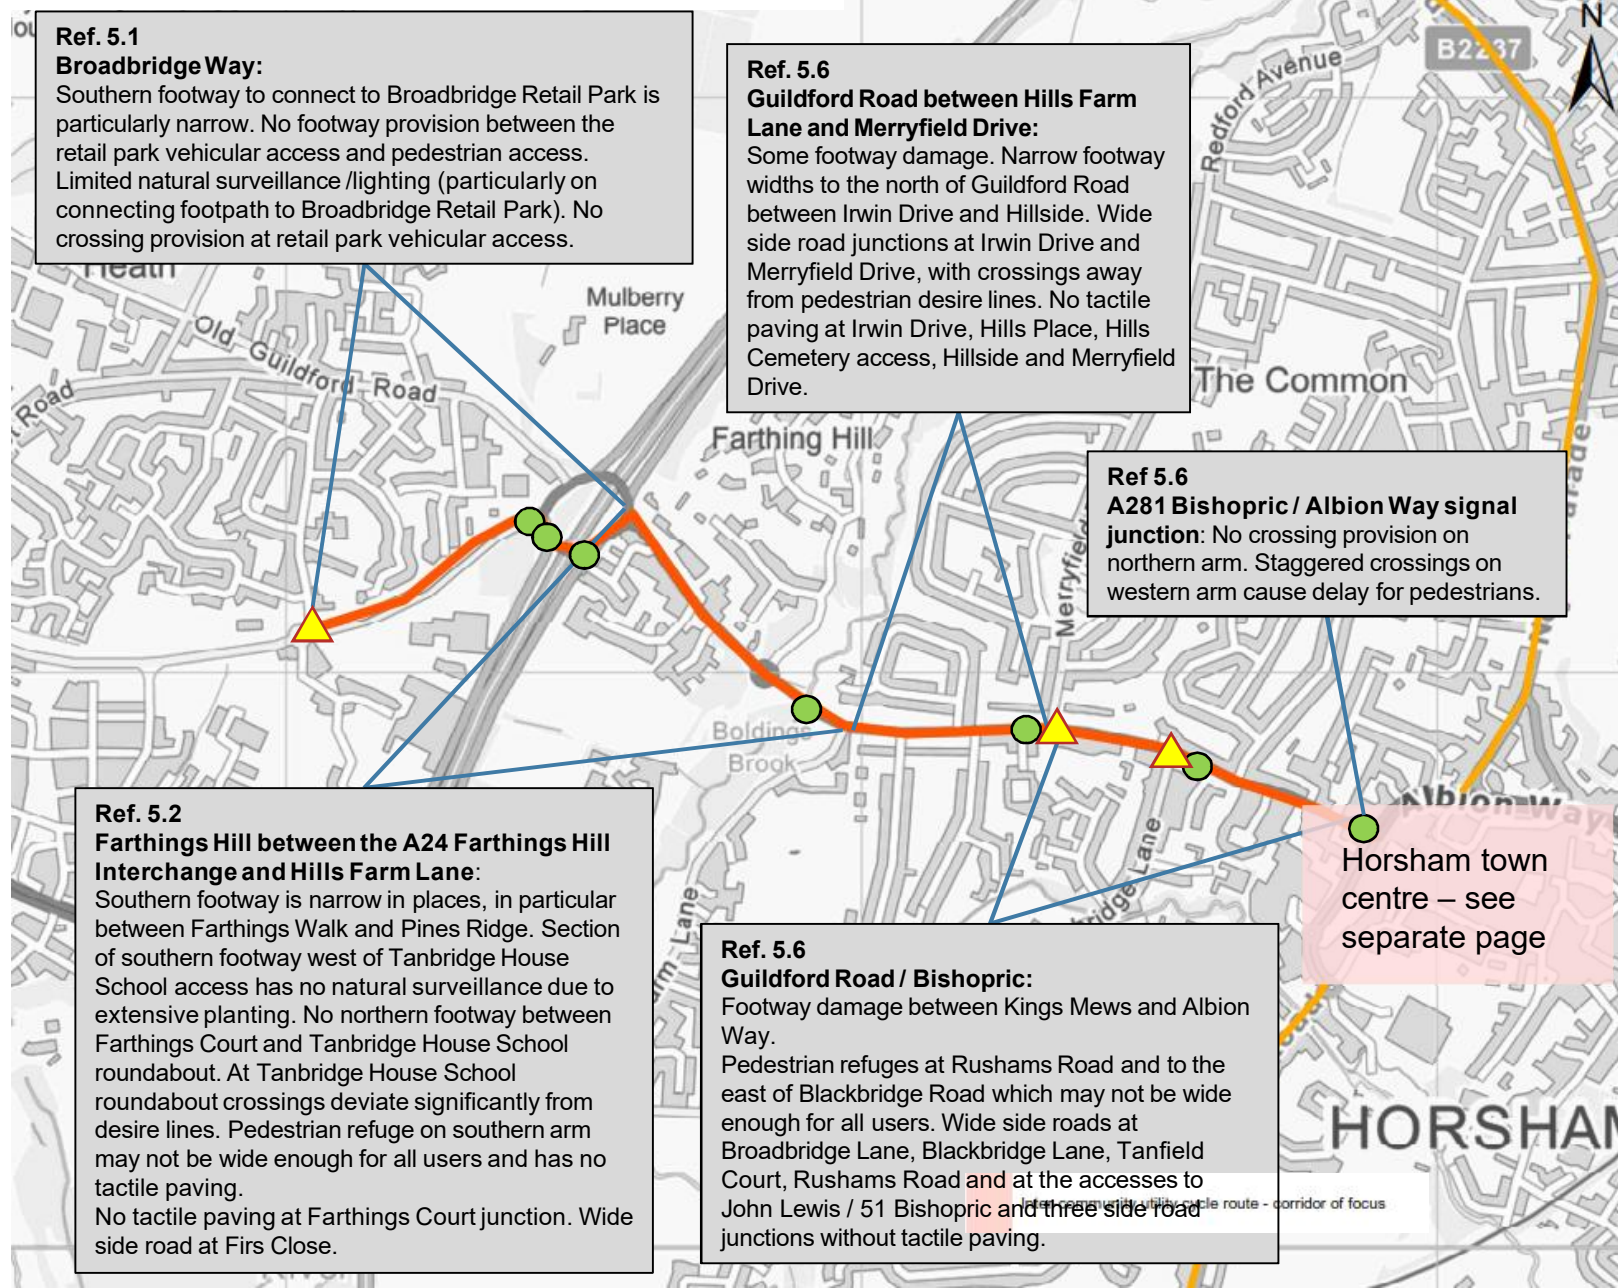 Ref. 5.1
Broadbridge Way:
Southern footway to connect to Broadbridge Retail Park is
particularly narrow. No footway provision between the
retail park vehicular access and pedestrian access.
Limited natural surveillance /lighting (particularly on
connecting footpath to Broadbridge Retail Park). No
crossing provision at retail park vehicular access.
Ref. 5.6
Guildford Road between Hills Farm
Lane and Merryfield Drive:
Some footway damage. Narrow footway
widths to the north of Guildford Road
between Irwin Drive and Hillside. Wide
side road junctions at Irwin Drive and
Merryfield Drive, with crossings away
from pedestrian desire lines. No tactile
paving at Irwin Drive, Hills Place, Hills
Cemetery access, Hillside and Merryfield
Drive.
N
B2237
Redford Avenue
Heath
Mulberry
Place
Old Guildford Road
Road
The Common
Farthing Hill
Ref 5.6
A281 Bishopric / Albion Way signal
junction: No crossing provision on
northern arm. Staggered crossings on
western arm cause delay for pedestrians.
Merryfield
Boldings
Brook
Albion Way
Ref. 5.2
Farthings Hill between the A24 Farthings Hill
Interchange and Hills Farm Lane:
Southern footway is narrow in places, in particular
between Farthings Walk and Pines Ridge. Section
of southern footway west of Tanbridge House
School access has no natural surveillance due to
extensive planting. No northern footway between
Farthings Court and Tanbridge House School
roundabout. At Tanbridge House School
roundabout crossings deviate significantly from
desire lines. Pedestrian refuge on southern arm
may not be wide enough for all users and has no
tactile paving.
No tactile paving at Farthings Court junction. Wide
side road at Firs Close.
Horsham town
centre – see
separate page
bridge Lane
arm Lane
Ref. 5.6
Guildford Road / Bishopric:
Footway damage between Kings Mews and Albion
Way.
Pedestrian refuges at Rushams Road and to the
east of Blackbridge Road which may not be wide
enough for all users. Wide side roads at
Broadbridge Lane, Blackbridge Lane, Tanfield
Court, Rushams Road and at the accesses to
John Lewis / 51 Bishopric and three side road
junctions without tactile paving.
Inter-community utility cycle route - corridor of focus
HORSHAM
River